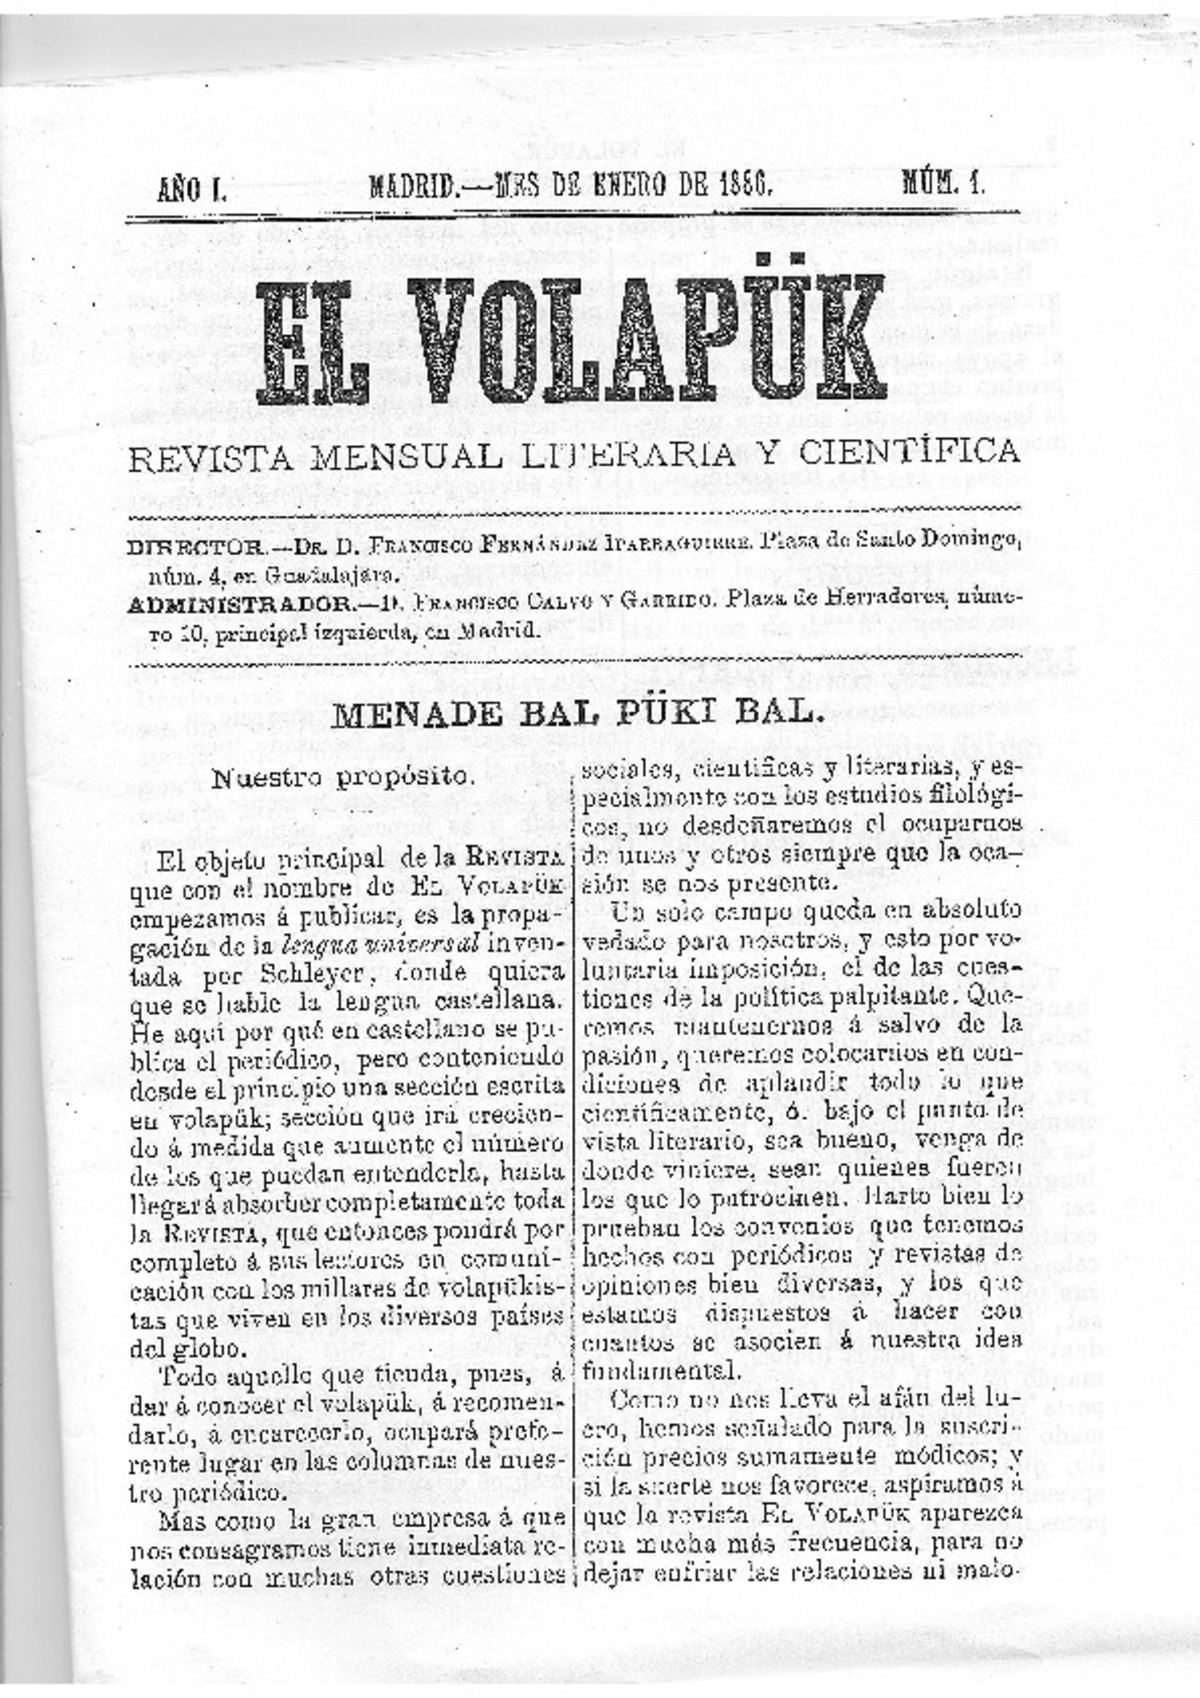 AÑO I. MADRID.—MES DE ENERO DE 1886. NÚM. 1.
EL VOLAPÜK
REVISTA MENSUAL LITERARIA Y CIENTÍFICA
DIRECTOR.—DR. D. FRANCISCO FERNÁNDEZ IPARRAGUIRRE. Plaza de Santo Domingo,
núm. 4, en Guadalajara.
ADMINISTRADOR.—D. FRANCISCO CALVO Y GARRIDO. Plaza de Herradores, núme-
ro 10, principal izquierda, en Madrid.
MENADE BAL PÜKI BAL.
Nuestro propósito.
El objeto principal de la REVISTA
que con el nombre de EL VOLAPÜK
empezamos á publicar, es la propa-
gación de la lengua universal inven-
tada por Schleyer, donde quiera
que se hable la lengua castellana.
He aquí por qué en castellano se pu-
blica el periódico, pero conteniendo
desde el principio una sección escrita
en volapük; sección que irá crecien-
do á medida que aumente el número
de los que puedan entenderla, hasta
llegar á absorber completamente toda
la REVISTA, que entonces pondrá por
completo á sus lectores en comuni-
cación con los millares de volapükis-
tas que viven en los diversos países
del globo.
Todo aquello que tienda, pues, á
dar á conocer el volapük, á recomen-
darlo, á encarecerlo, ocupará prefe-
rente lugar en las columnas de nues-
tro periódico.
Mas como la gran empresa á que
nos consagramos tiene inmediata re-
lación con muchas otras cuestiones
sociales, científicas y literarias, y es-
pecialmente con los estudios filológi-
cos, no desdeñaremos el ocuparnos
de unos y otros siempre que la oca-
sión se nos presente.
Un solo campo queda en absoluto
vedado para nosotros, y esto por vo-
luntaria imposición, el de las cues-
tiones de la política palpitante. Que-
remos mantenernos á salvo de la
pasión, queremos colocarnos en con-
diciones de aplaudir todo lo que
científicamente, ó bajo el punto de
vista literario, sea bueno, venga de
donde viniere, sean quienes fueren
los que lo patrocinen. Harto bien lo
prueban los convenios que tenemos
hechos con periódicos y revistas de
opiniones bien diversas, y los que
estamos dispuestos á hacer con
cuantos se asocien á nuestra idea
fundamental.
Como no nos lleva el afán del lu-
cro, hemos señalado para la suscri-
ción precios sumamente módicos; y
si la suerte nos favorece, aspiramos á
que la revista EL VOLAPÜK aparezca
con mucha más frecuencia, para no
dejar enfriar las relaciones ni malo-